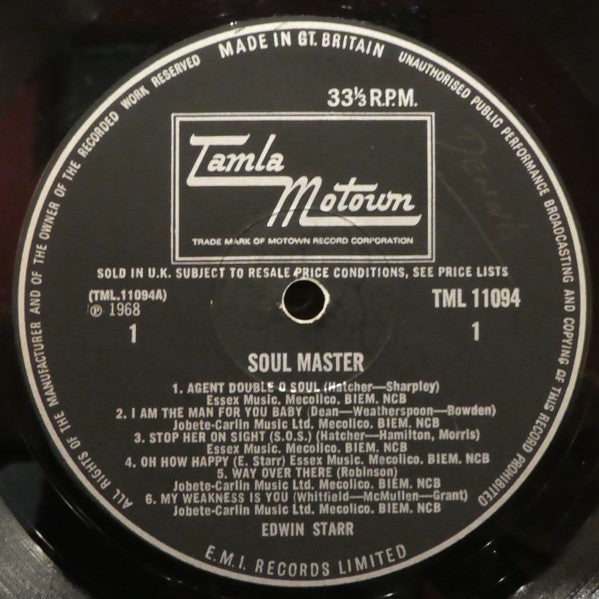 MADE IN GT. BRITAIN
UNAUTHORISED PUBLIC PERFORMANCE BROADCASTING AND COPYING OF THIS RECORD PROHIBITED
ALL RIGHTS OF THE MANUFACTURER AND OF THE OWNER OF THE RECORDED WORK RESERVED
33⅓ R.P.M.
Tamla
Motown
TRADE MARK OF MOTOWN RECORD CORPORATION
SOLD IN U.K. SUBJECT TO RESALE PRICE CONDITIONS, SEE PRICE LISTS
(TML.11094A) TML 11094
℗ 1968
1 1
SOUL MASTER
1. AGENT DOUBLE O SOUL (Hatcher—Sharpley)
Essex Music. Mecolico. BIEM. NCB
2. I AM THE MAN FOR YOU BABY (Dean—Weatherspoon—Bowden)
Jobete-Carlin Music Ltd. Mecolico. BIEM. NCB
3. STOP HER ON SIGHT (S.O.S.) (Hatcher—Hamilton, Morris)
Essex Music. Mecolico. BIEM. NCB
4. OH HOW HAPPY (E. Starr) Essex Music. Mecolico. BIEM. NCB
5. WAY OVER THERE (Robinson)
Jobete-Carlin Music Ltd. Mecolico. BIEM. NCB
6. MY WEAKNESS IS YOU (Whitfield—McMullen—Grant)
Jobete-Carlin Music Ltd. Mecolico. BIEM. NCB
EDWIN STARR
E.M.I. RECORDS LIMITED